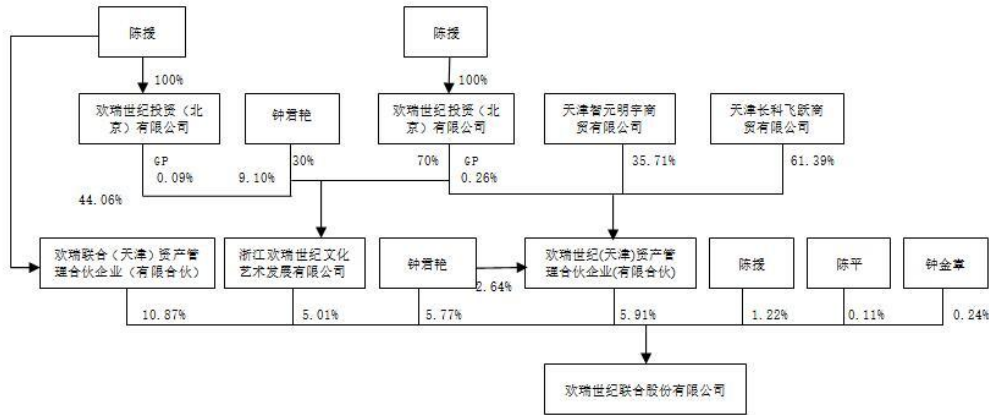 陈援
陈援
100%
100%
欢瑞世纪投资（北
京）有限公司
钟君艳
欢瑞世纪投资（北
京）有限公司
天津智元明宇商
贸有限公司
天津长科飞跃商
贸有限公司
GP
0.09%
9.10%
30%
70%
GP
0.26%
35.71%
61.39%
44.06%
欢瑞联合（天津）资产管
理合伙企业（有限合伙）
浙江欢瑞世纪文化
艺术发展有限公司
钟君艳
2.64%
欢瑞世纪(天津)资产管
理合伙企业(有限合伙)
陈援
陈平
钟金章
10.87%
5.01%
5.77%
5.91%
1.22%
0.11%
0.24%
欢瑞世纪联合股份有限公司